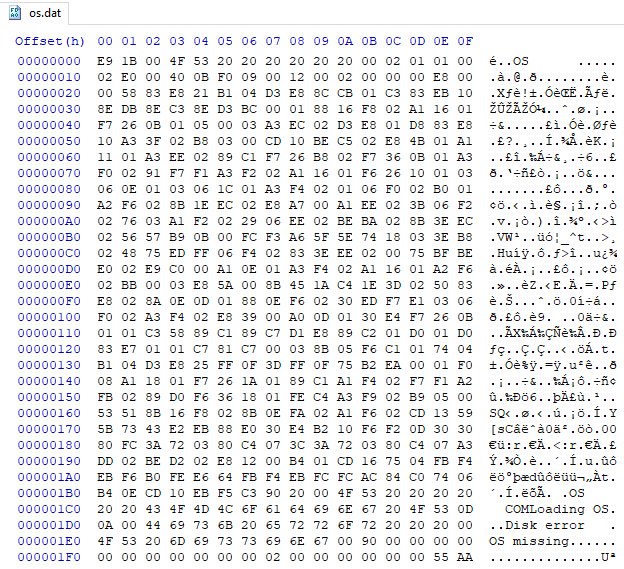 os.dat
Offset(h) 00 01 02 03 04 05 06 07 08 09 0A 0B 0C 0D 0E 0F
00000000 E9 1B 00 4F 53 20 20 20 20 20 20 00 02 01 01 00 é..OS      .....
00000010 02 E0 00 40 0B F0 09 00 12 00 02 00 00 00 E8 00 .à.@.ð........è.
00000020 00 58 83 E8 21 B1 04 D3 E8 8C CB 01 C3 83 EB 10 .Xƒè!±.ÓèŒË.Ãƒë.
00000030 8E DB 8E C3 8E D3 BC 00 01 88 16 F8 02 A1 16 01 ŽÛŽÃŽÓ¼..ˆ.ø.¡..
00000040 F7 26 0B 01 05 00 03 A3 EC 02 D3 E8 01 D8 83 E8 ÷&.....£ì.Óè.Øƒè
00000050 10 A3 3F 02 B8 03 00 CD 10 BE C5 02 E8 4B 01 A1 .£?.¸..Í.¾Å.èK.¡
00000060 11 01 A3 EE 02 89 C1 F7 26 B8 02 F7 36 0B 01 A3 ..£î.‰Á÷&¸.÷6..£
00000070 F0 02 91 F7 F1 A3 F2 02 A1 16 01 F6 26 10 01 03 ð.‘÷ñ£ò.¡..ö&...
00000080 06 0E 01 03 06 1C 01 A3 F4 02 01 06 F0 02 B0 01 .......£ô...ð.°.
00000090 A2 F6 02 8B 1E EC 02 E8 A7 00 A1 EE 02 3B 06 F2 ¢ö.‹.ì.è§.¡î.;.ò
000000A0 02 76 03 A1 F2 02 29 06 EE 02 BE BA 02 8B 3E EC .v.¡ò.).î.¾º.‹>ì
000000B0 02 56 57 B9 0B 00 FC F3 A6 5F 5E 74 18 03 3E B8 .VW¹..üó¦_^t..>¸
000000C0 02 48 75 ED FF 06 F4 02 83 3E EE 02 00 75 BF BE .Huíÿ.ô.ƒ>î..u¿¾
000000D0 E0 02 E9 C0 00 A1 0E 01 A3 F4 02 A1 16 01 A2 F6 à.éÀ.¡..£ô.¡..¢ö
000000E0 02 BB 00 03 E8 5A 00 8B 45 1A C4 1E 3D 02 50 83 .»..èZ.‹E.Ä.=.Pƒ
000000F0 E8 02 8A 0E 0D 01 88 0E F6 02 30 ED F7 E1 03 06 è.Š...ˆ.ö.0í÷á..
00000100 F0 02 A3 F4 02 E8 39 00 A0 0D 01 30 E4 F7 26 0B ð.£ô.è9. ..0ä÷&.
00000110 01 01 C3 58 89 C1 89 C7 D1 E8 89 C2 01 D0 01 D0 ..ÃX‰Á‰ÇÑè‰Â.Ð.Ð
00000120 83 E7 01 01 C7 81 C7 00 03 8B 05 F6 C1 01 74 04 ƒç..Ç.Ç..‹.öÁ.t.
00000130 B1 04 D3 E8 25 FF 0F 3D FF 0F 75 B2 EA 00 01 F0 ±.Óè%ÿ.=ÿ.u²ê..ð
00000140 08 A1 18 01 F7 26 1A 01 89 C1 A1 F4 02 F7 F1 A2 .¡..÷&..‰Á¡ô.÷ñ¢
00000150 FB 02 89 D0 F6 36 18 01 FE C4 A3 F9 02 B9 05 00 û.‰Ðö6..þÄ£ù.¹..
00000160 53 51 8B 16 F8 02 8B 0E FA 02 A1 F6 02 CD 13 59 SQ‹.ø.‹.ú.¡ö.Í.Y
00000170 5B 73 43 E2 EB 88 E0 30 E4 B2 10 F6 F2 0D 30 30 [sCâëˆà0ä².öò.00
00000180 80 FC 3A 72 03 80 C4 07 3C 3A 72 03 80 C4 07 A3 €ü:r.€Ä.<:r.€Ä.£
00000190 DD 02 BE D2 02 E8 12 00 B4 01 CD 16 75 04 FB F4 Ý.¾Ò.è..´.Í.u.ûô
000001A0 EB F6 B0 FE E6 64 FB F4 EB FC FC AC 84 C0 74 06 ëö°þædûôëüü¬„Àt.
000001B0 B4 0E CD 10 EB F5 C3 90 20 00 4F 53 20 20 20 20 ´.Í.ëõÃ. .OS
000001C0 20 20 43 4F 4D 4C 6F 61 64 69 6E 67 20 4F 53 0D   COMLoading OS.
000001D0 0A 00 44 69 73 6B 20 65 72 72 6F 72 20 20 20 00 ..Disk error   .
000001E0 4F 53 20 6D 69 73 73 69 6E 67 00 90 00 00 00 00 OS missing......
000001F0 00 00 00 00 00 00 02 00 00 00 00 00 00 00 55 AA ..............Uª